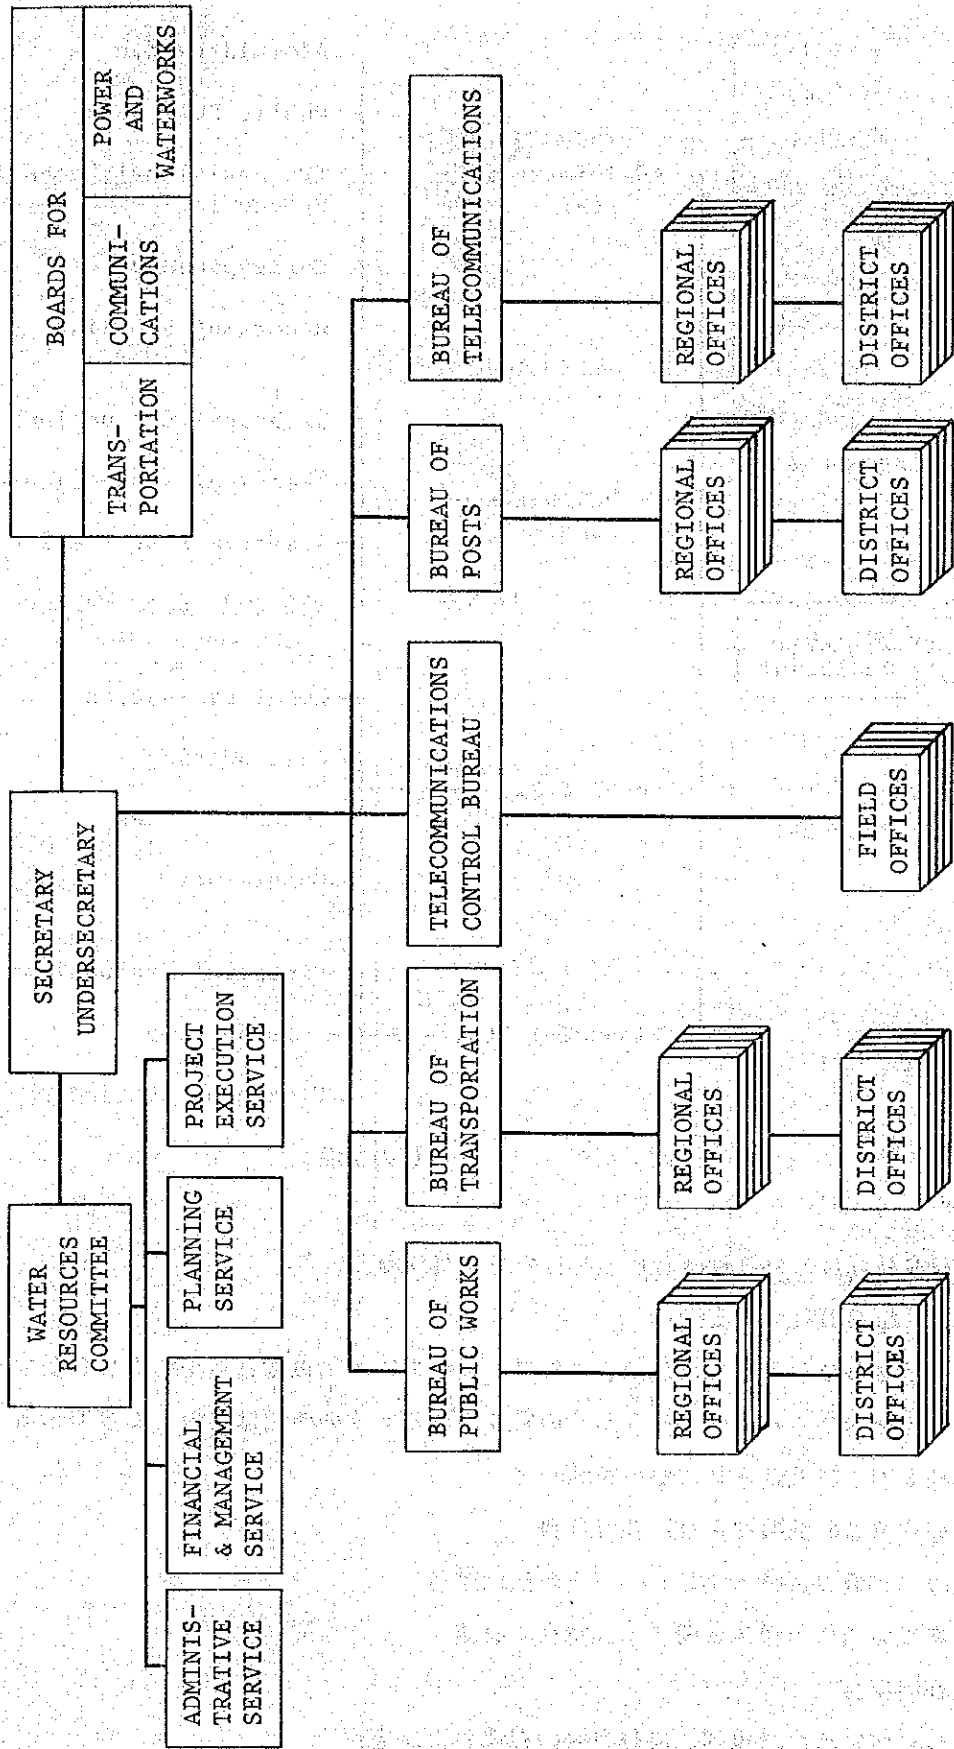 BOARDS FOR
TRANS-
PORTATION
COMMUNI-
CATIONS
POWER
AND
WATERWORKS
SECRETARY
UNDERSECRETARY
WATER
RESOURCES
COMMITTEE
ADMINIS-
TRATIVE
SERVICE
FINANCIAL
& MANAGEMENT
SERVICE
PLANNING
SERVICE
PROJECT
EXECUTION
SERVICE
BUREAU OF
PUBLIC WORKS
BUREAU OF
TRANSPORTATION
TELECOMMUNICATIONS
CONTROL BUREAU
BUREAU OF
POSTS
BUREAU OF
TELECOMMUNICATIONS
REGIONAL
OFFICES
REGIONAL
OFFICES
REGIONAL
OFFICES
REGIONAL
OFFICES
DISTRICT
OFFICES
DISTRICT
OFFICES
FIELD
OFFICES
DISTRICT
OFFICES
DISTRICT
OFFICES